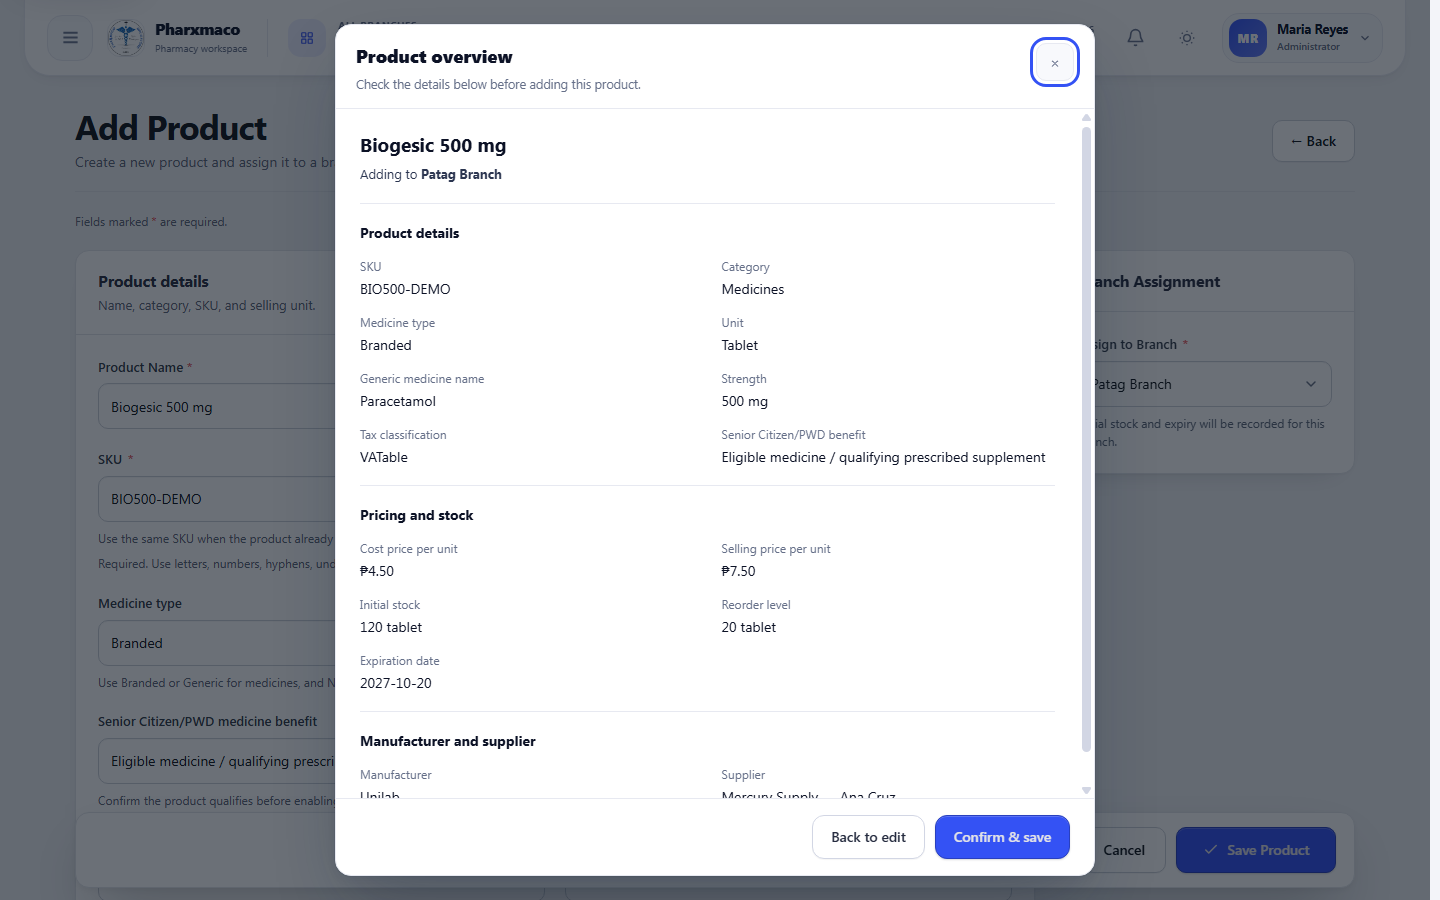 Pharxmaco
Pharmacy workspace
MR
Maria Reyes
Administrator
Add Product
Create a new product and assign it to a br
← Back
Fields marked * are required.
Product details
Name, category, SKU, and selling unit.
Product Name *
Biogesic 500 mg
SKU *
BIO500-DEMO
Use the same SKU when the product already
Required. Use letters, numbers, hyphens, und
Medicine type
Branded
Use Branded or Generic for medicines, and N
Senior Citizen/PWD medicine benefit
Eligible medicine / qualifying prescri
Confirm the product qualifies before enablin
Product overview
Check the details below before adding this product.
×
Biogesic 500 mg
Adding to Patag Branch
Product details
SKU
BIO500-DEMO
Category
Medicines
Medicine type
Branded
Unit
Tablet
Generic medicine name
Paracetamol
Strength
500 mg
Tax classification
VATable
Senior Citizen/PWD benefit
Eligible medicine / qualifying prescribed supplement
Pricing and stock
Cost price per unit
₱4.50
Selling price per unit
₱7.50
Initial stock
120 tablet
Reorder level
20 tablet
Expiration date
2027-10-20
Manufacturer and supplier
Manufacturer
Unilab
Supplier
Mercury Supply — Ana Cruz
Back to edit
Confirm & save
anch Assignment
sign to Branch *
Patag Branch
ial stock and expiry will be recorded for this
nch.
Cancel
Save Product